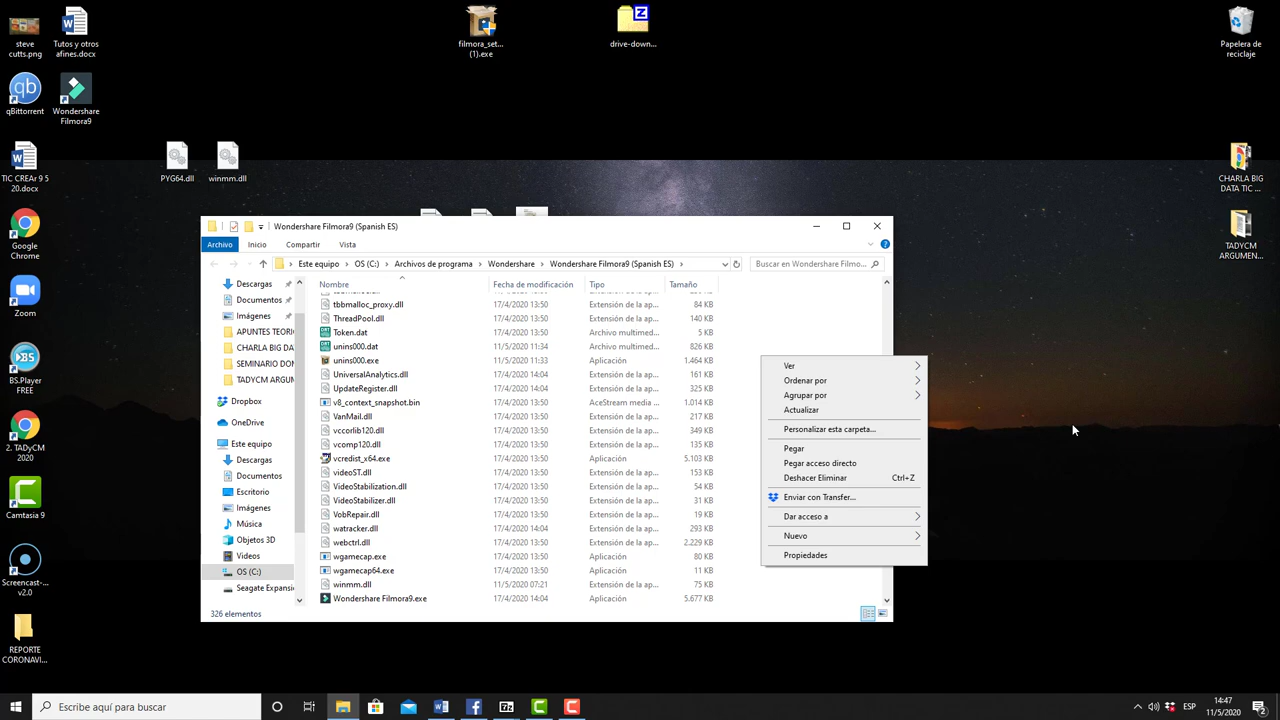 steve
cutts.png
Tutos y otros
afines.docx
filmora_set...
(1).exe
drive-down...
Papelera de
reciclaje
qBittorrent
Wondershare
Filmora9
TIC CREAr 9 5
20.docx
PYG64.dll
winmm.dll
CHARLA BIG
DATA TIC ...
Google
Chrome
TADYCM
ARGUMEN...
Zoom
BS.Player
FREE
2. TADyCM
2020
Camtasia 9
Screencast-...
v2.0
REPORTE
CORONAVI...
Wondershare Filmora9 (Spanish ES)
Archivo Inicio Compartir Vista
Este equipo > OS (C:) > Archivos de programa > Wondershare > Wondershare Filmora9 (Spanish ES) >
Buscar en Wondershare Filmo...
Descargas
Documentos
Imágenes
APUNTES TEORI
CHARLA BIG DA
SEMINARIO DON
TADYCM ARGUM
Dropbox
OneDrive
Este equipo
Descargas
Documentos
Escritorio
Imágenes
Música
Objetos 3D
Videos
OS (C:)
Seagate Expansi
Nombre Fecha de modificación Tipo Tamaño
tbbmalloc_proxy.dll 17/4/2020 13:50 Extensión de la ap... 84 KB
ThreadPool.dll 17/4/2020 13:50 Extensión de la ap... 140 KB
Token.dat 17/4/2020 13:50 Archivo multimed... 5 KB
unins000.dat 11/5/2020 11:34 Archivo multimed... 826 KB
unins000.exe 11/5/2020 11:33 Aplicación 1.464 KB
UniversalAnalytics.dll 17/4/2020 14:04 Extensión de la ap... 161 KB
UpdateRegister.dll 17/4/2020 14:04 Extensión de la ap... 325 KB
v8_context_snapshot.bin 17/4/2020 13:50 AceStream media ... 1.014 KB
VanMail.dll 17/4/2020 14:04 Extensión de la ap... 217 KB
vccorlib120.dll 17/4/2020 13:50 Extensión de la ap... 349 KB
vcomp120.dll 17/4/2020 13:50 Extensión de la ap... 135 KB
vcredist_x64.exe 17/4/2020 13:50 Aplicación 5.103 KB
videoST.dll 17/4/2020 13:50 Extensión de la ap... 153 KB
VideoStabilization.dll 17/4/2020 13:50 Extensión de la ap... 54 KB
VideoStabilizer.dll 17/4/2020 13:50 Extensión de la ap... 31 KB
VobRepair.dll 17/4/2020 13:50 Extensión de la ap... 19 KB
watracker.dll 17/4/2020 14:04 Extensión de la ap... 293 KB
webctrl.dll 17/4/2020 13:50 Extensión de la ap... 2.229 KB
wgamecap.exe 17/4/2020 13:50 Aplicación 80 KB
wgamecap64.exe 17/4/2020 13:50 Aplicación 11 KB
winmm.dll 11/5/2020 07:21 Extensión de la ap... 75 KB
Wondershare Filmora9.exe 17/4/2020 14:04 Aplicación 5.677 KB
326 elementos
Ver
Ordenar por
Agrupar por
Actualizar
Personalizar esta carpeta...
Pegar
Pegar acceso directo
Deshacer Eliminar Ctrl+Z
Enviar con Transfer...
Dar acceso a
Nuevo
Propiedades
Escribe aquí para buscar
ESP
14:47
11/5/2020